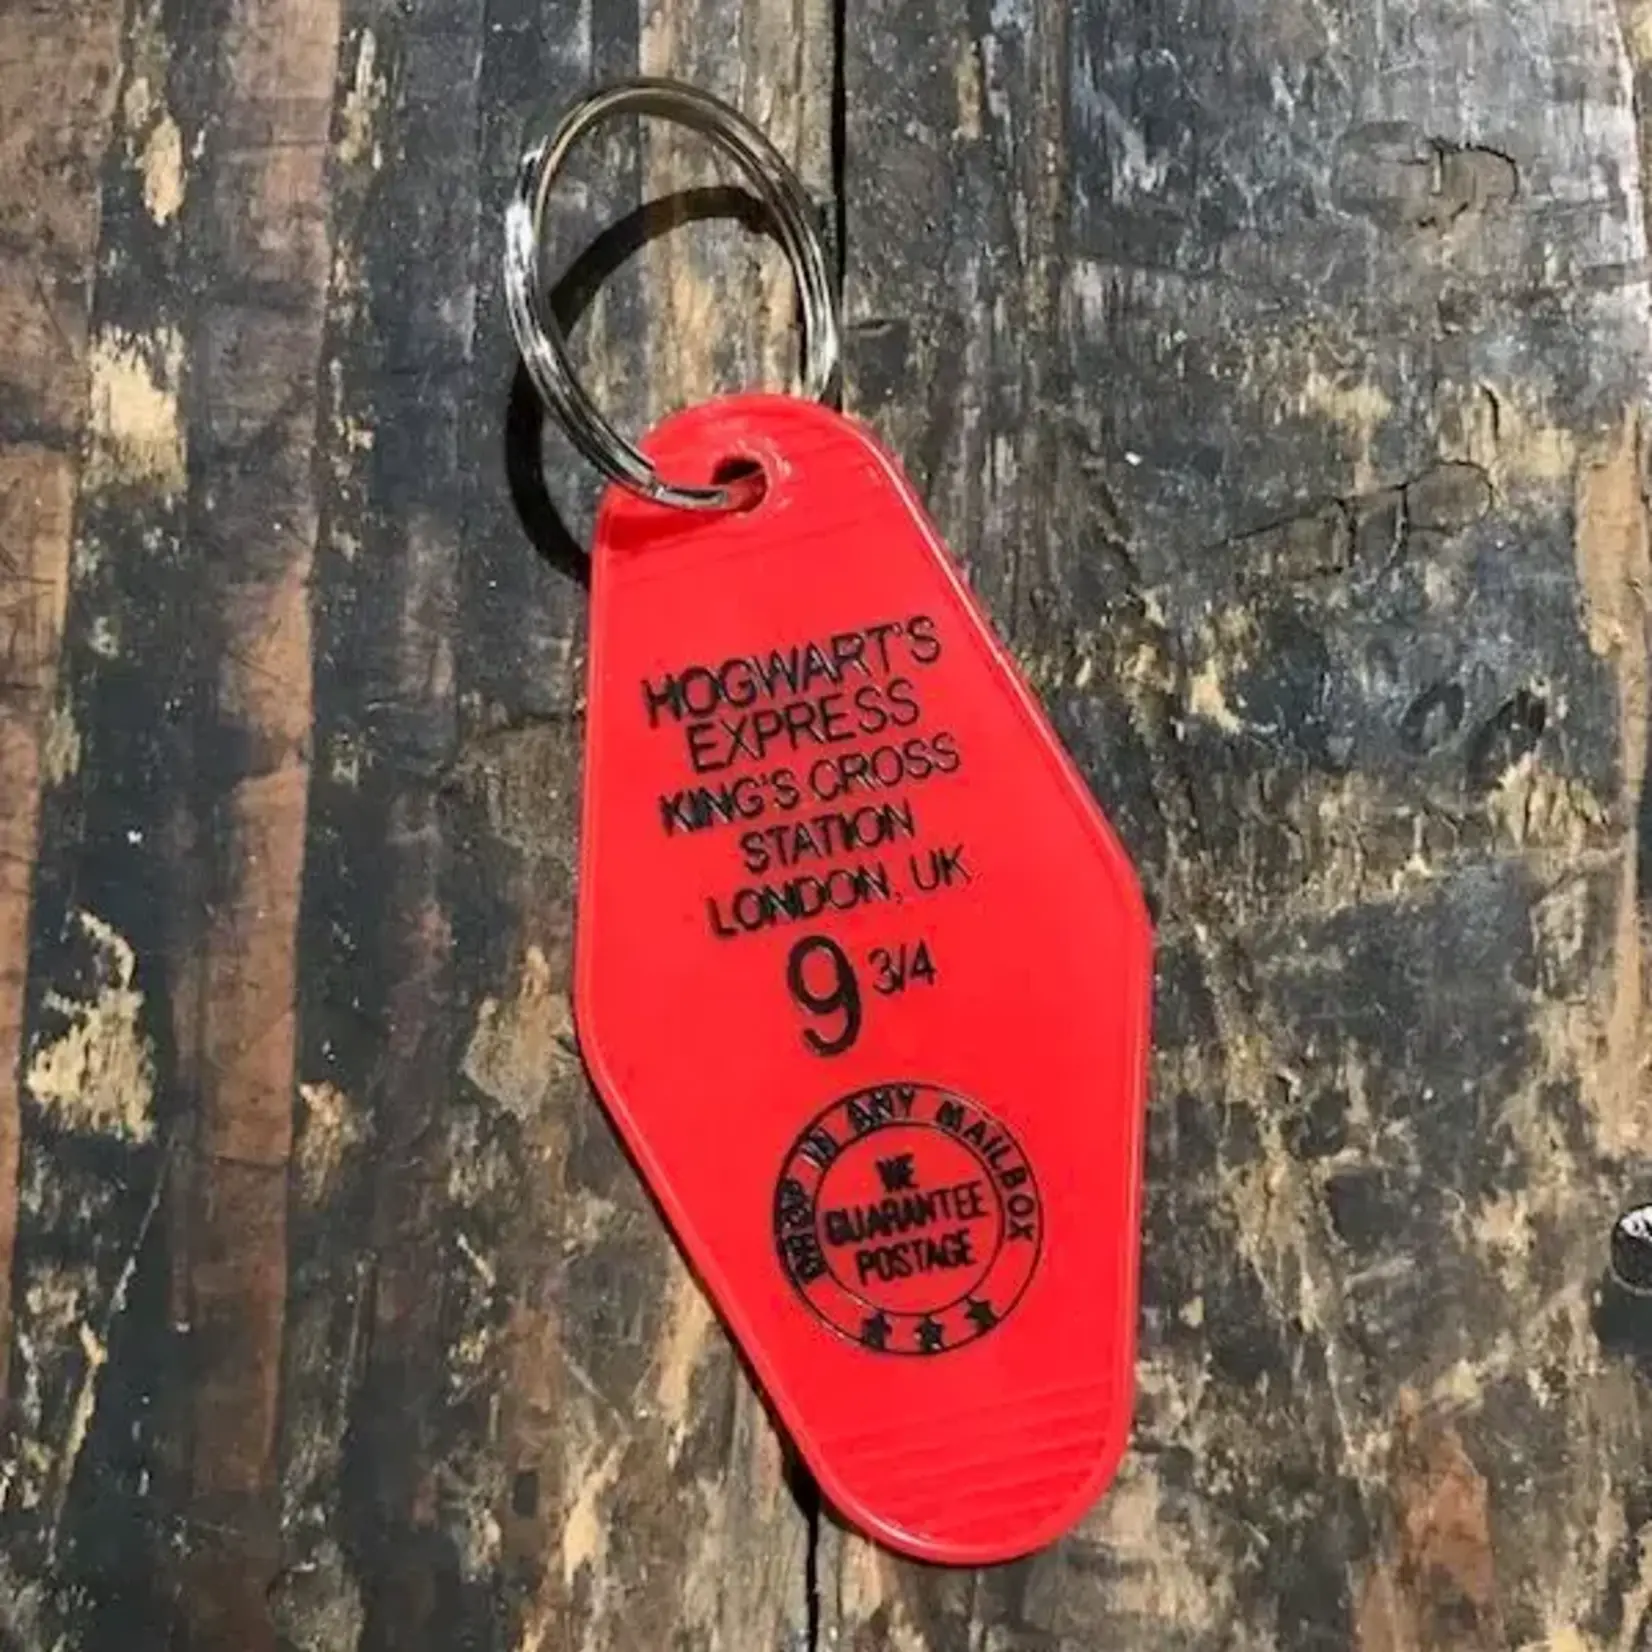 HOGWART'S
EXPRESS
KING'S CROSS
STATION
LONDON, UK
9 3/4
DROP IN ANY MAILBOX
WE
GUARANTEE
POSTAGE